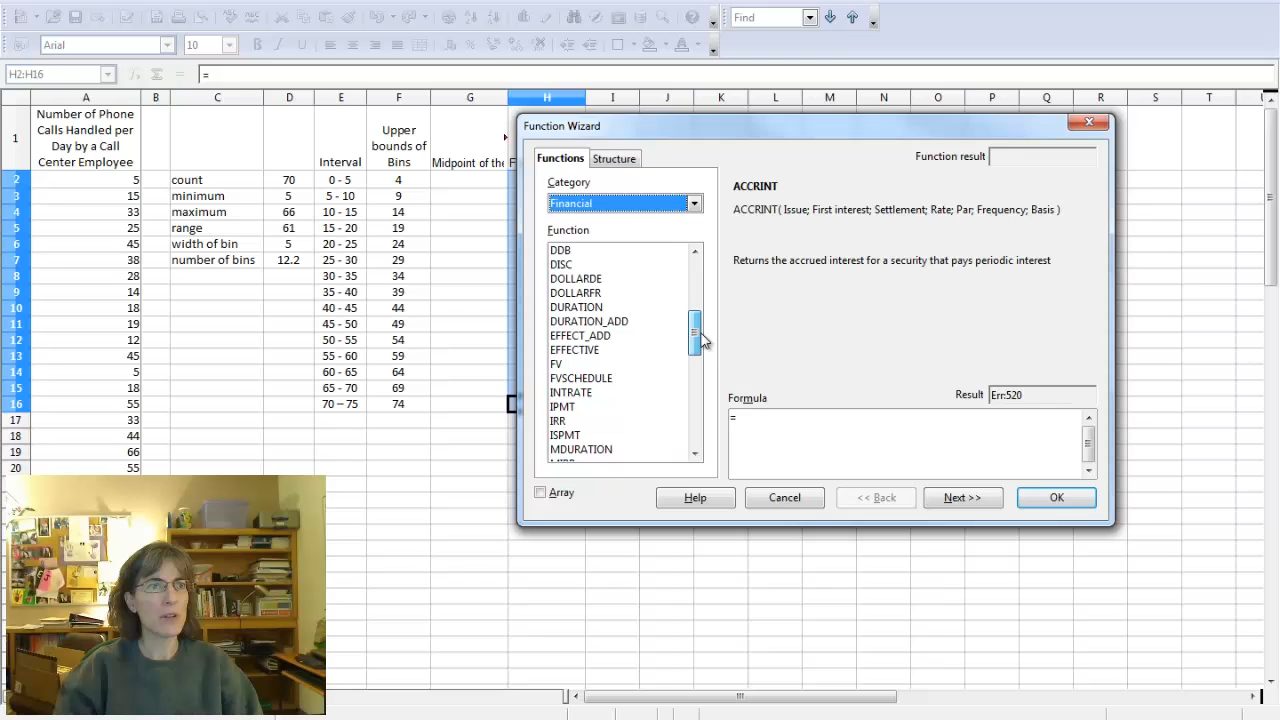 Find
Arial
10
H2:H16
=
A B C D E F G H I J K L M N O P Q R S T
1
Number of Phone
Calls Handled per
Day by a Call
Center Employee
Interval
Upper
bounds of
Bins
Midpoint of the
2 5 count 70 0 - 5 4
3 15 minimum 5 - 10 9
4 33 maximum 66 10 - 15 14
5 25 range 61 15 - 20 19
6 45 width of bin 5 20 - 25 24
7 38 number of bins 12.2 25 - 30 29
8 28 30 - 35 34
9 14 35 - 40 39
10 18 40 - 45 44
11 19 45 - 50 49
12 12 50 - 55 54
13 45 55 - 60 59
14 5 60 - 65 64
15 18 65 - 70 69
16 55 70 – 75 74
17 33
18 44
19 66
20 55
Function Wizard
Functions Structure
Function result
Category
Financial
Function
DDB
DISC
DOLLARDE
DOLLARFR
DURATION
DURATION_ADD
EFFECT_ADD
EFFECTIVE
FV
FVSCHEDULE
INTRATE
IPMT
IRR
ISPMT
MDURATION
ACCRINT
ACCRINT( Issue; First interest; Settlement; Rate; Par; Frequency; Basis )
Returns the accrued interest for a security that pays periodic interest
Formula
Result Err:520
=
Array
Help Cancel << Back Next >> OK